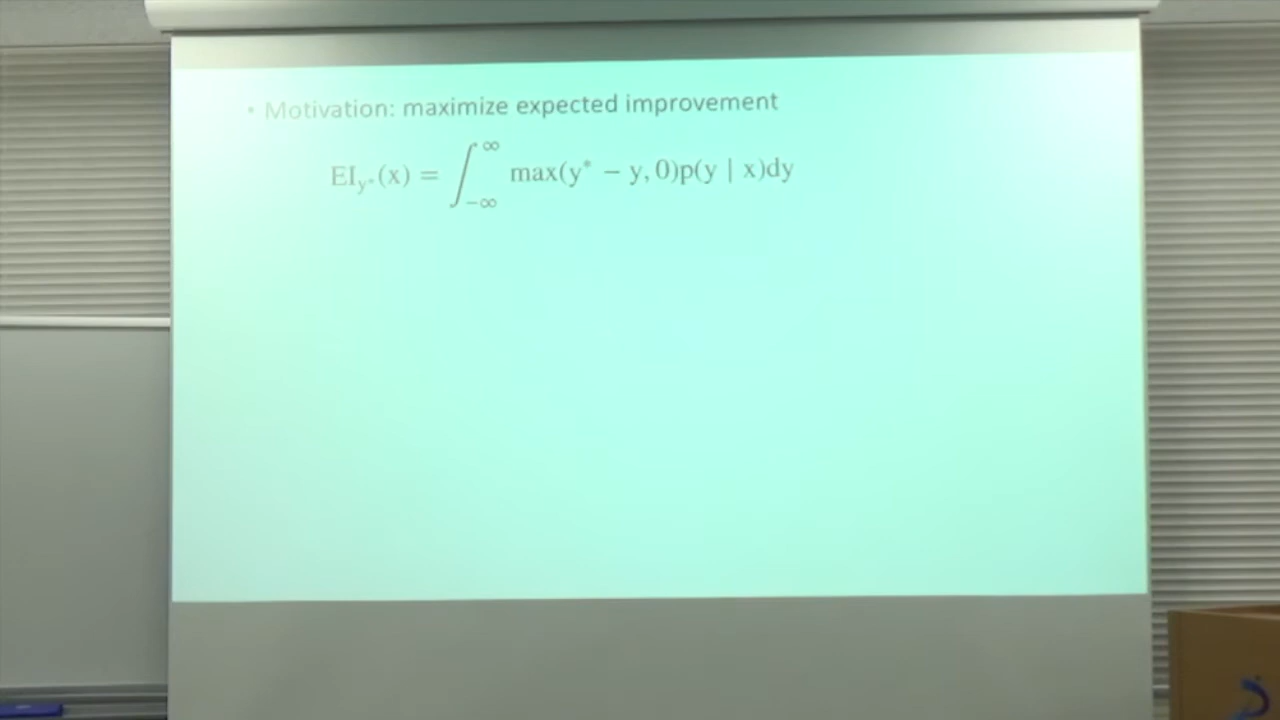 • Motivation: maximize expected improvement
EI_{y*}(x) = ∫_{−∞}^{∞} max(y* − y, 0)p(y | x)dy